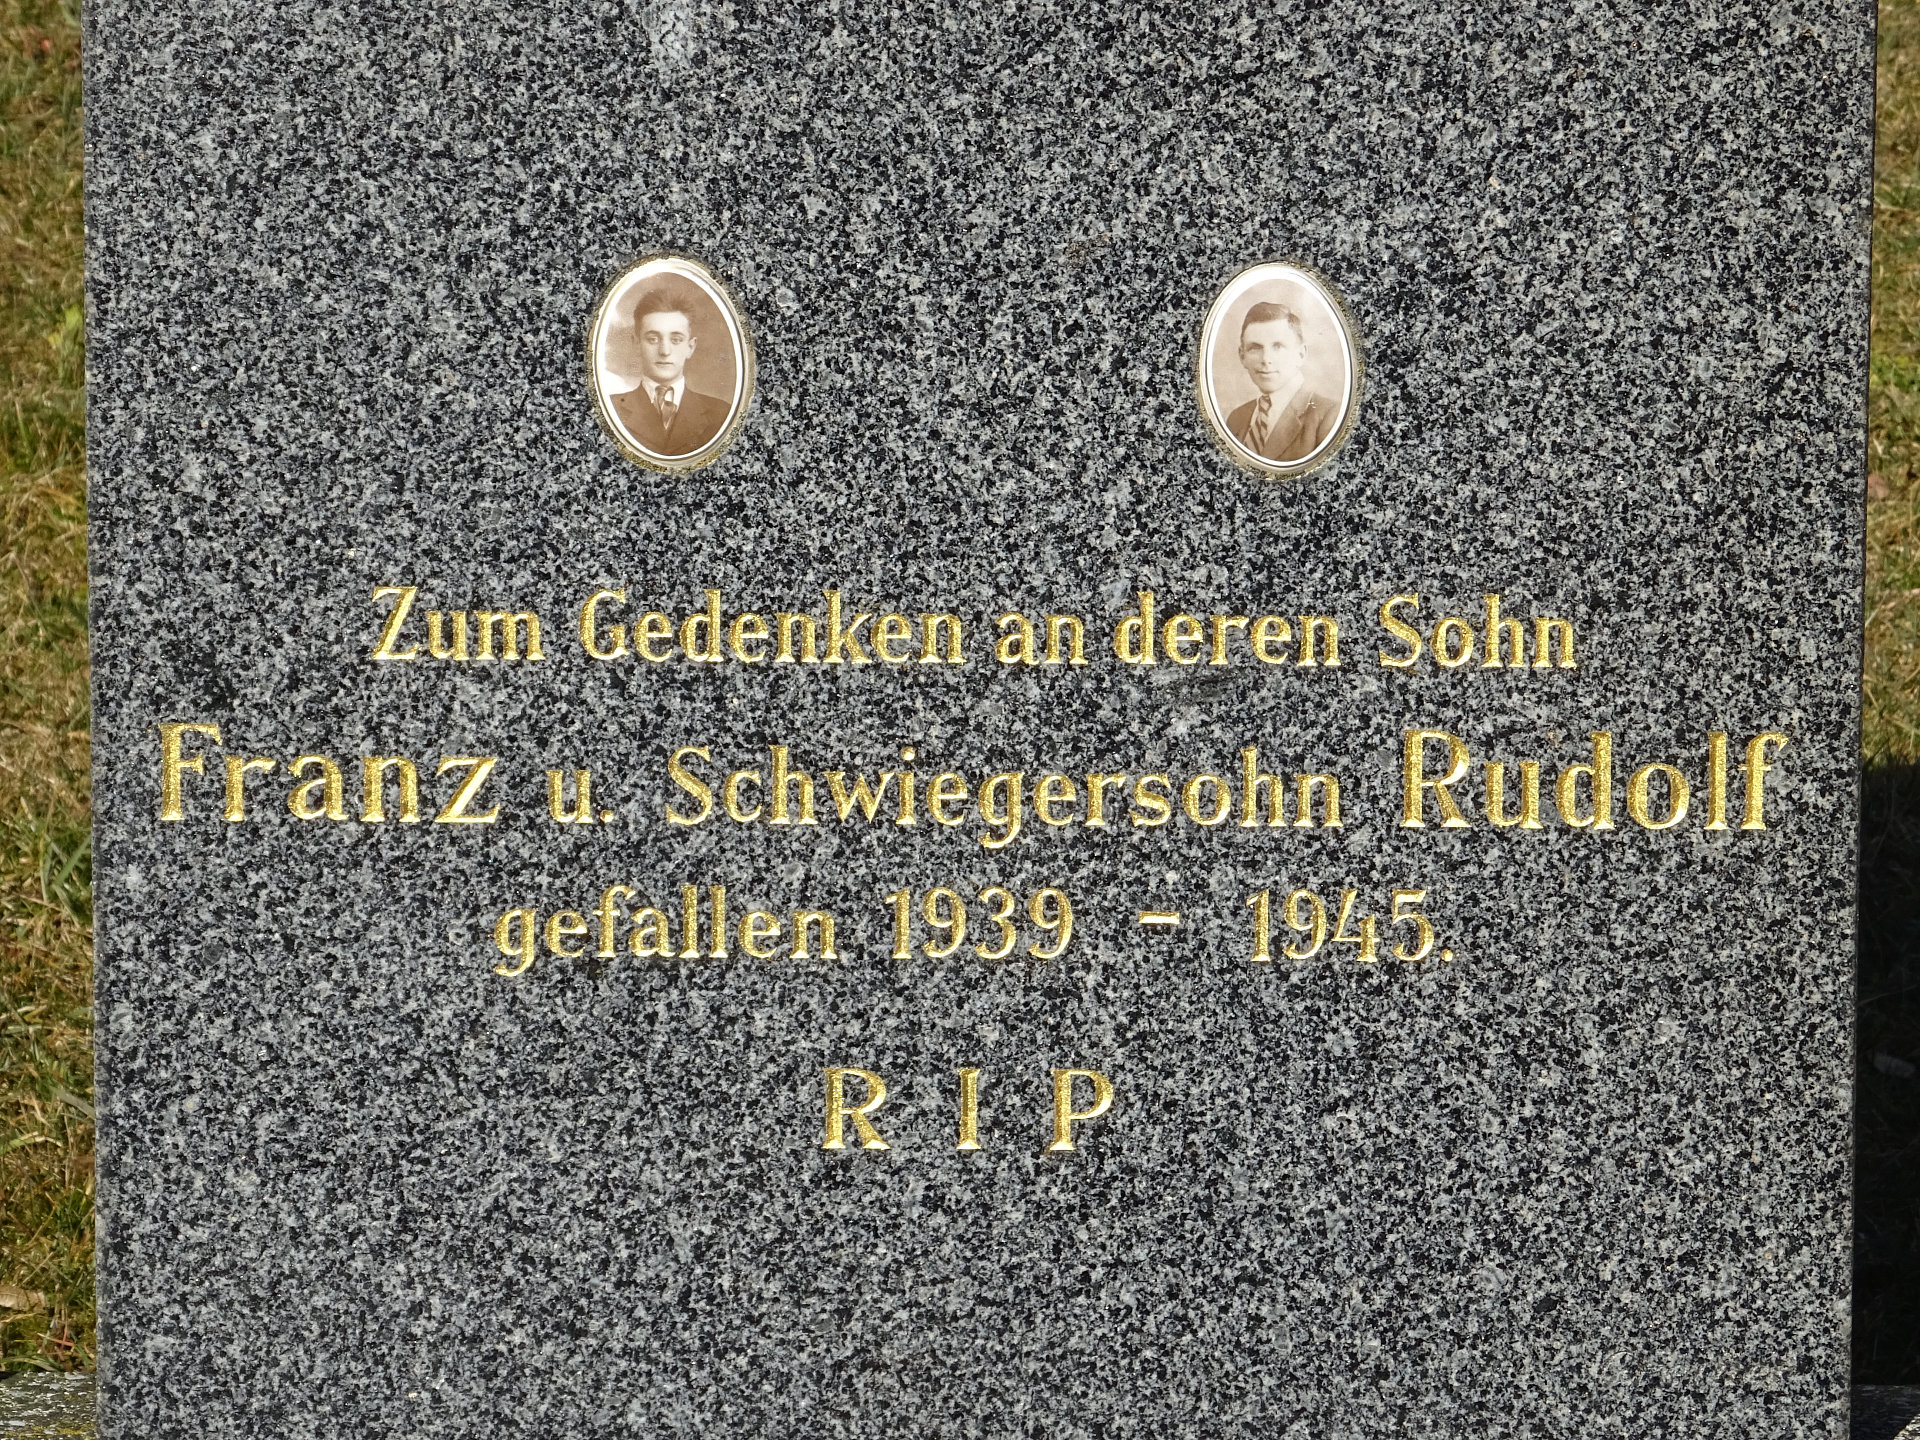 Zum Gedenken an deren Sohn
Franz u. Schwiegersohn Rudolf
gefallen 1939 - 1945.
R I P